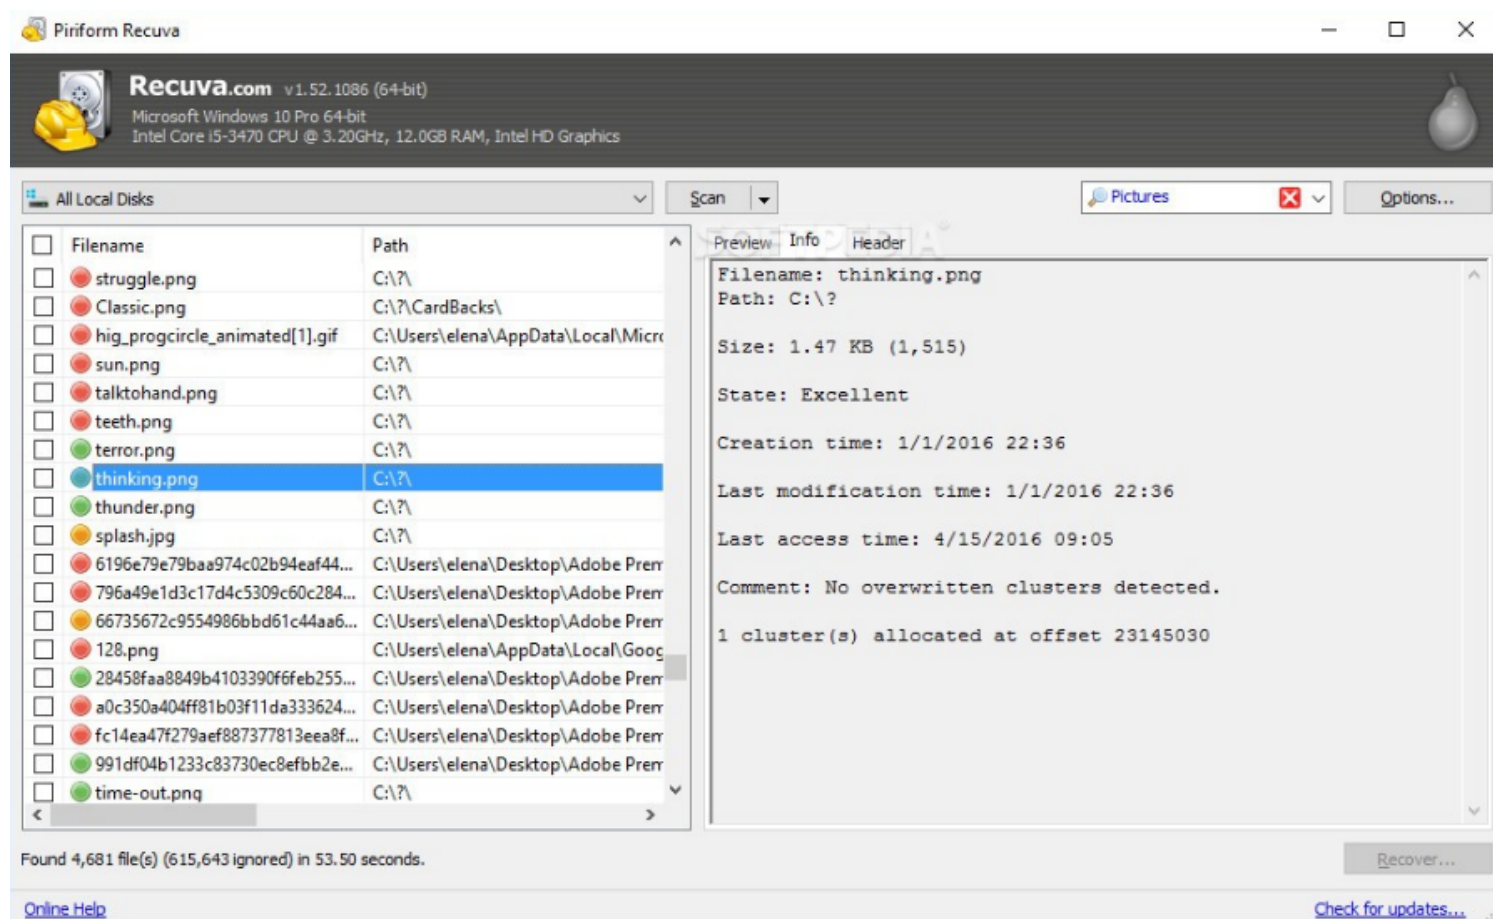 Piriform Recuva
Recuva.com v1.52.1086 (64-bit)
Microsoft Windows 10 Pro 64-bit
Intel Core i5-3470 CPU @ 3.20GHz, 12.0GB RAM, Intel HD Graphics
All Local Disks Scan Pictures Options...
SOFTPEDIA
Filename Path
struggle.png C:\?\
Classic.png C:\?\CardBacks\
hig_progcircle_animated[1].gif C:\Users\elena\AppData\Local\Micro
sun.png C:\?\
talktohand.png C:\?\
teeth.png C:\?\
terror.png C:\?\
thinking.png C:\?\
thunder.png C:\?\
splash.jpg C:\?\
6196e79e79baa974c02b94eaf44... C:\Users\elena\Desktop\Adobe Prem
796a49e1d3c17d4c5309c60c284... C:\Users\elena\Desktop\Adobe Prem
66735672c9554986bbd61c44aa6... C:\Users\elena\Desktop\Adobe Prem
128.png C:\Users\elena\AppData\Local\Goog
28458faa8849b4103390f6feb255... C:\Users\elena\Desktop\Adobe Prem
a0c350a404ff81b03f11da333624... C:\Users\elena\Desktop\Adobe Prem
fc14ea47f279aef887377813eea8f... C:\Users\elena\Desktop\Adobe Prem
991df04b1233c83730ec8efbb2e... C:\Users\elena\Desktop\Adobe Prem
time-out.png C:\?\
Preview Info Header
Filename: thinking.png
Path: C:\?
Size: 1.47 KB (1,515)
State: Excellent
Creation time: 1/1/2016 22:36
Last modification time: 1/1/2016 22:36
Last access time: 4/15/2016 09:05
Comment: No overwritten clusters detected.
1 cluster(s) allocated at offset 23145030
Found 4,681 file(s) (615,643 ignored) in 53.50 seconds.
Recover...
Online Help Check for updates...